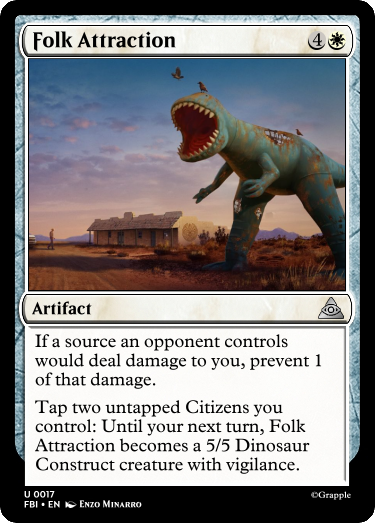 Folk Attraction 4
Artifact
If a source an opponent controls
would deal damage to you, prevent 1
of that damage.
Tap two untapped Citizens you
control: Until your next turn, Folk
Attraction becomes a 5/5 Dinosaur
Construct creature with vigilance.
U 0017
FBI • EN Enzo Minarro
©Grapple